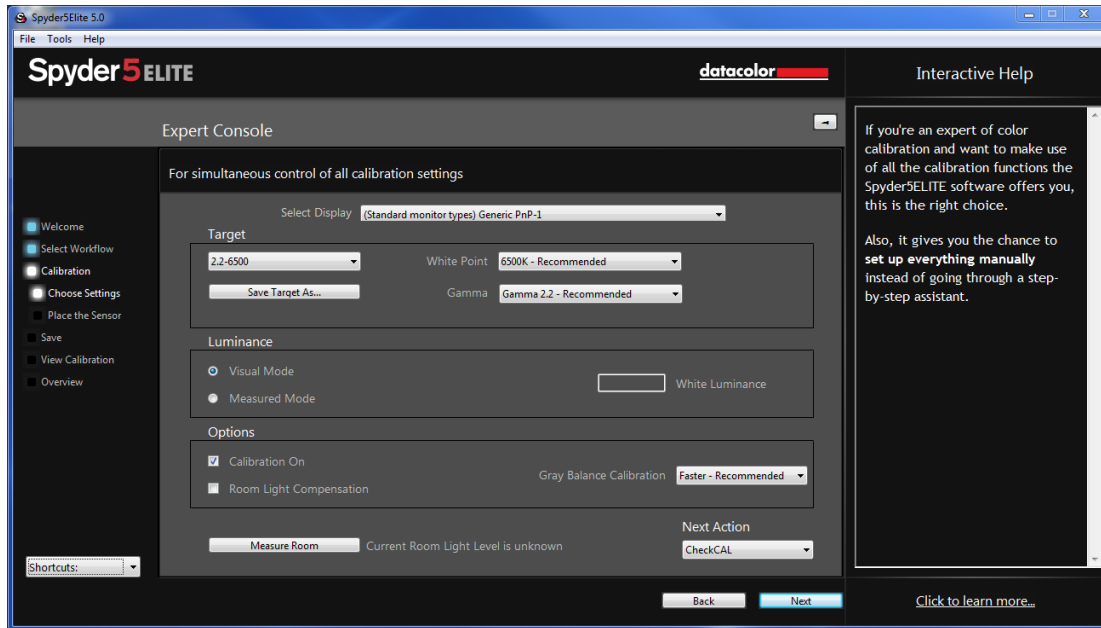 Spyder5Elite 5.0
File Tools Help
Spyder5ELITE
datacolor
Interactive Help
Expert Console
For simultaneous control of all calibration settings
Select Display (Standard monitor types) Generic PnP-1
Target
2.2-6500 White Point 6500K - Recommended
Save Target As... Gamma Gamma 2.2 - Recommended
Luminance
Visual Mode
White Luminance
Measured Mode
Options
Calibration On
Gray Balance Calibration Faster - Recommended
Room Light Compensation
Next Action
Measure Room Current Room Light Level is unknown
CheckCAL
Welcome
Select Workflow
Calibration
Choose Settings
Place the Sensor
Save
View Calibration
Overview
Shortcuts:
Back Next
If you're an expert of color
calibration and want to make use
of all the calibration functions the
Spyder5ELITE software offers you,
this is the right choice.
Also, it gives you the chance to
set up everything manually
instead of going through a step-
by-step assistant.
Click to learn more...